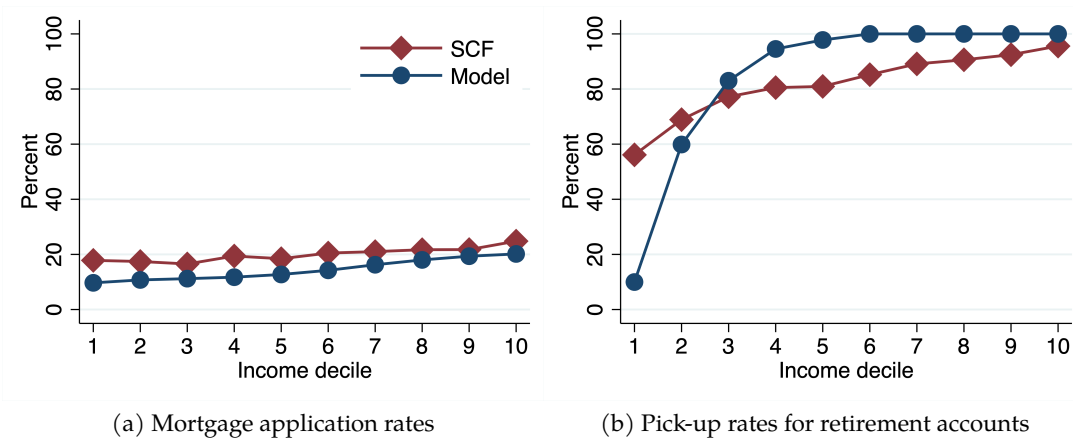 100
80
60
40
20
0
Percent
SCF
Model
1 2 3 4 5 6 7 8 9 10
Income decile
(a) Mortgage application rates
100
80
60
40
20
0
Percent
1 2 3 4 5 6 7 8 9 10
Income decile
(b) Pick-up rates for retirement accounts